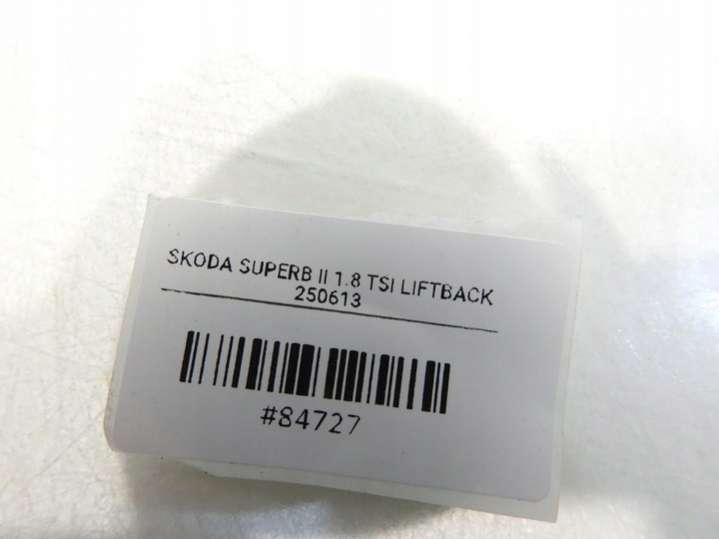 SKODA SUPERB II 1.8 TSI LIFTBACK
250613
#84727